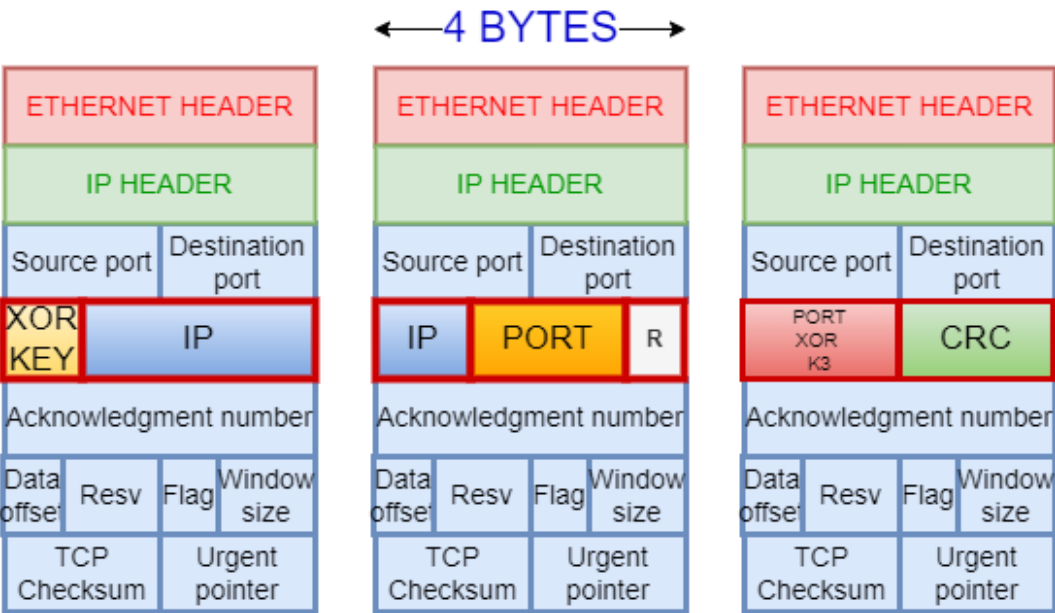 4 BYTES
ETHERNET HEADER
IP HEADER
Source port
Destination
port
XOR
KEY
IP
Acknowledgment number
Data
offset
Resv
Flag
Window
size
TCP
Checksum
Urgent
pointer
ETHERNET HEADER
IP HEADER
Source port
Destination
port
IP
PORT
R
Acknowledgment number
Data
offset
Resv
Flag
Window
size
TCP
Checksum
Urgent
pointer
ETHERNET HEADER
IP HEADER
Source port
Destination
port
PORT
XOR
K3
CRC
Acknowledgment number
Data
offset
Resv
Flag
Window
size
TCP
Checksum
Urgent
pointer